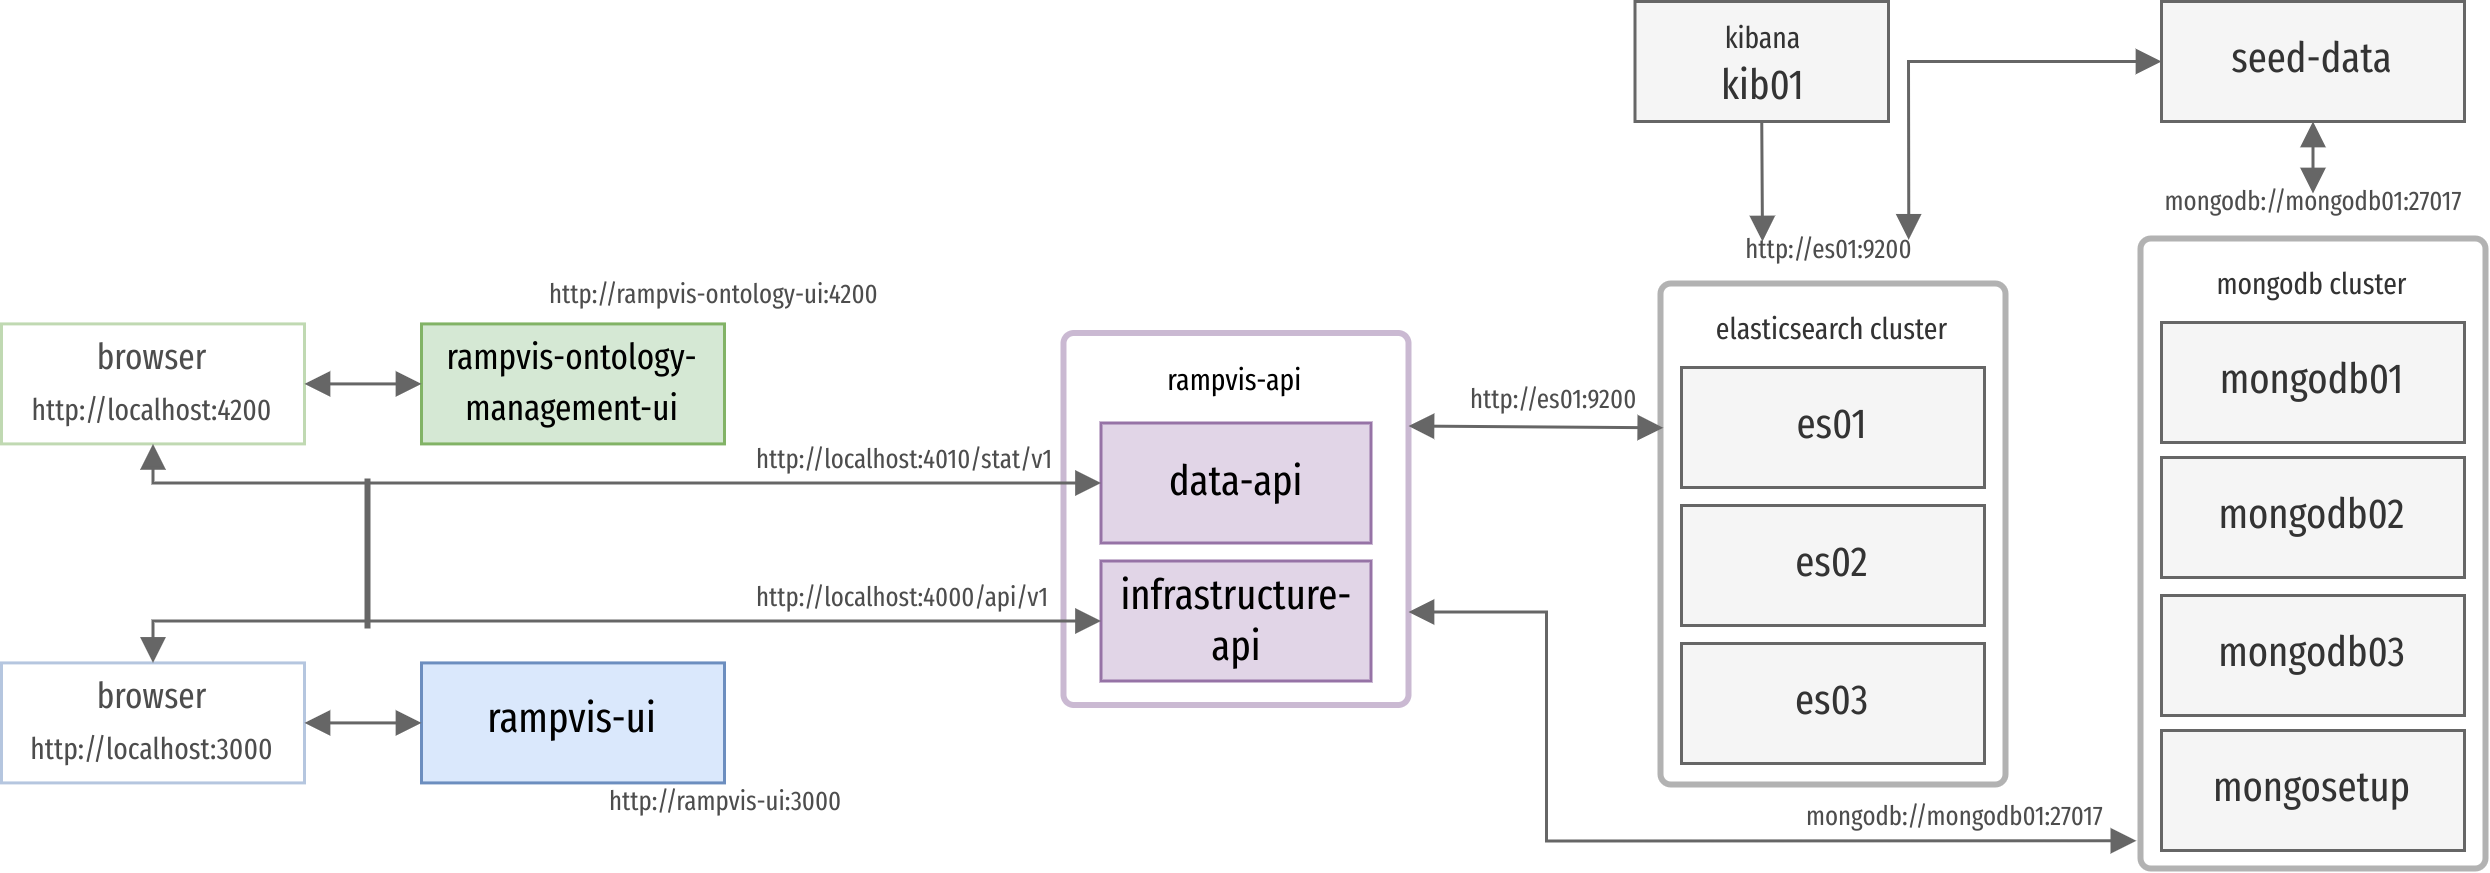 kibana
kib01
seed-data
mongodb://mongodb01:27017
http://es01:9200
http://rampvis-ontology-ui:4200
browser
http://localhost:4200
rampvis-ontology-
management-ui
http://localhost:4010/stat/v1
http://localhost:4000/api/v1
browser
http://localhost:3000
rampvis-ui
http://rampvis-ui:3000
rampvis-api
data-api
infrastructure-
api
http://es01:9200
elasticsearch cluster
es01
es02
es03
mongodb://mongodb01:27017
mongodb cluster
mongodb01
mongodb02
mongodb03
mongosetup